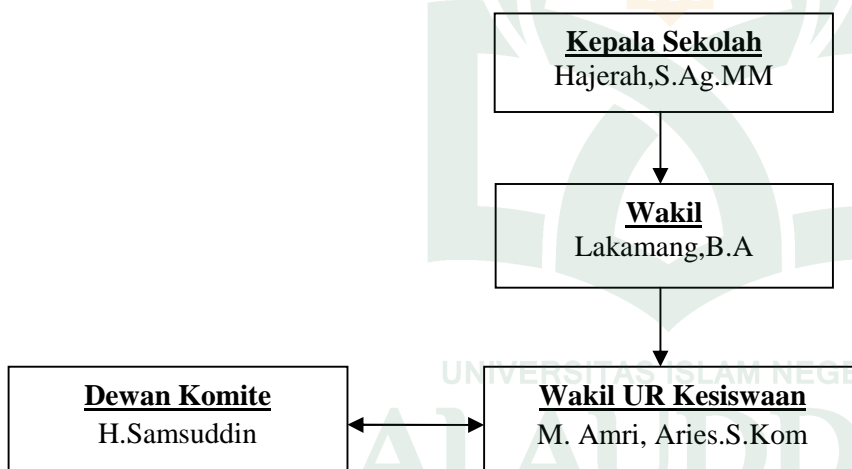 Kepala Sekolah
Hajerah,S.Ag.MM
Wakil
Lakamang,B.A
UNIVERSITAS ISLAM NEGE
Dewan Komite
H.Samsuddin
Wakil UR Kesiswaan
M. Amri, Aries.S.Kom
ALAUDD